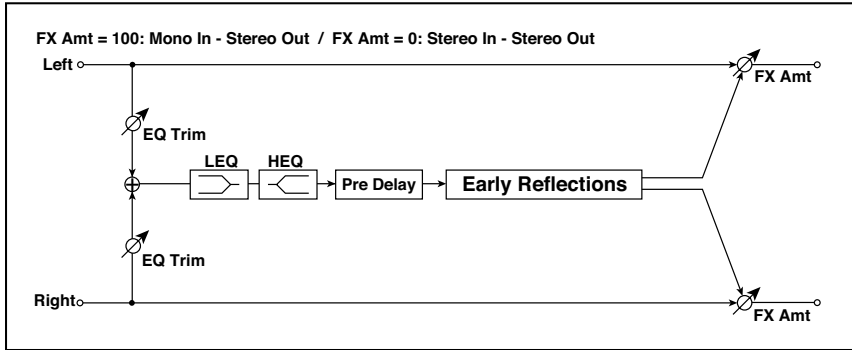 FX Amt = 100: Mono In - Stereo Out / FX Amt = 0: Stereo In - Stereo Out
Left
FX Amt
EQ Trim
LEQ
HEQ
Pre Delay
Early Reflections
EQ Trim
Right
FX Amt